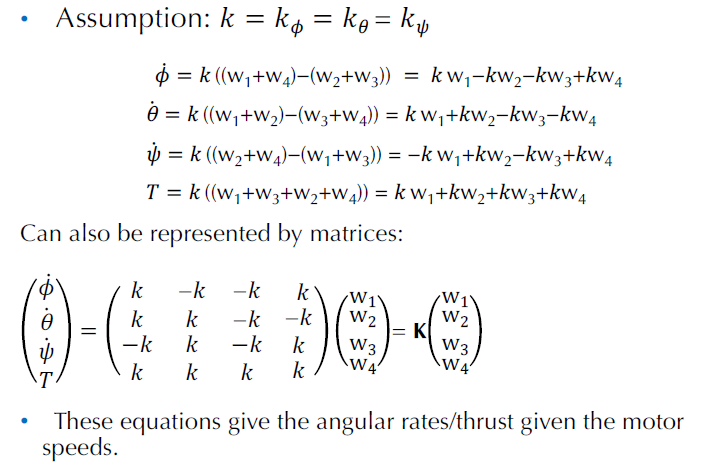 • Assumption: k = kϕ = kθ = kψ
ϕ̇ = k ((w₁+w₄)–(w₂+w₃)) = k w₁–kw₂–kw₃+kw₄
θ̇ = k ((w₁+w₂)–(w₃+w₄)) = k w₁+kw₂–kw₃–kw₄
ψ̇ = k ((w₂+w₄)–(w₁+w₃)) = -k w₁+kw₂–kw₃+kw₄
T = k ((w₁+w₃+w₂+w₄)) = k w₁+kw₂+kw₃+kw₄
Can also be represented by matrices:
ϕ̇ k −k −k k w₁ w₁
θ̇ k k −k −k w₂ w₂
ψ̇ = −k k −k k w₃ = K w₃
T k k k k w₄ w₄
• These equations give the angular rates/thrust given the motor
speeds.